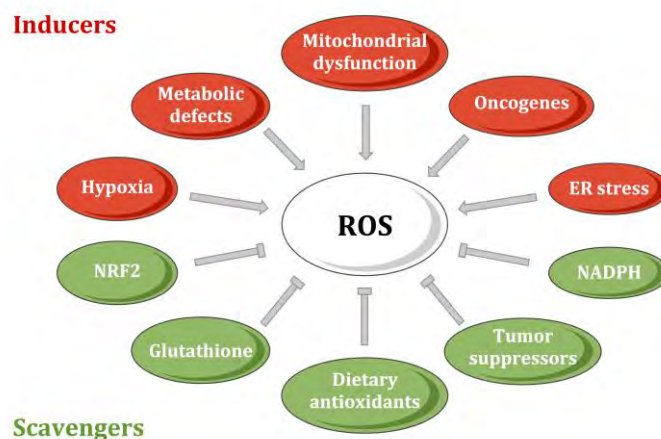 Inducers
Mitochondrial
dysfunction
Metabolic
defects
Oncogenes
Hypoxia
ER stress
ROS
NRF2
NADPH
Glutathione
Tumor
suppressors
Dietary
antioxidants
Scavengers